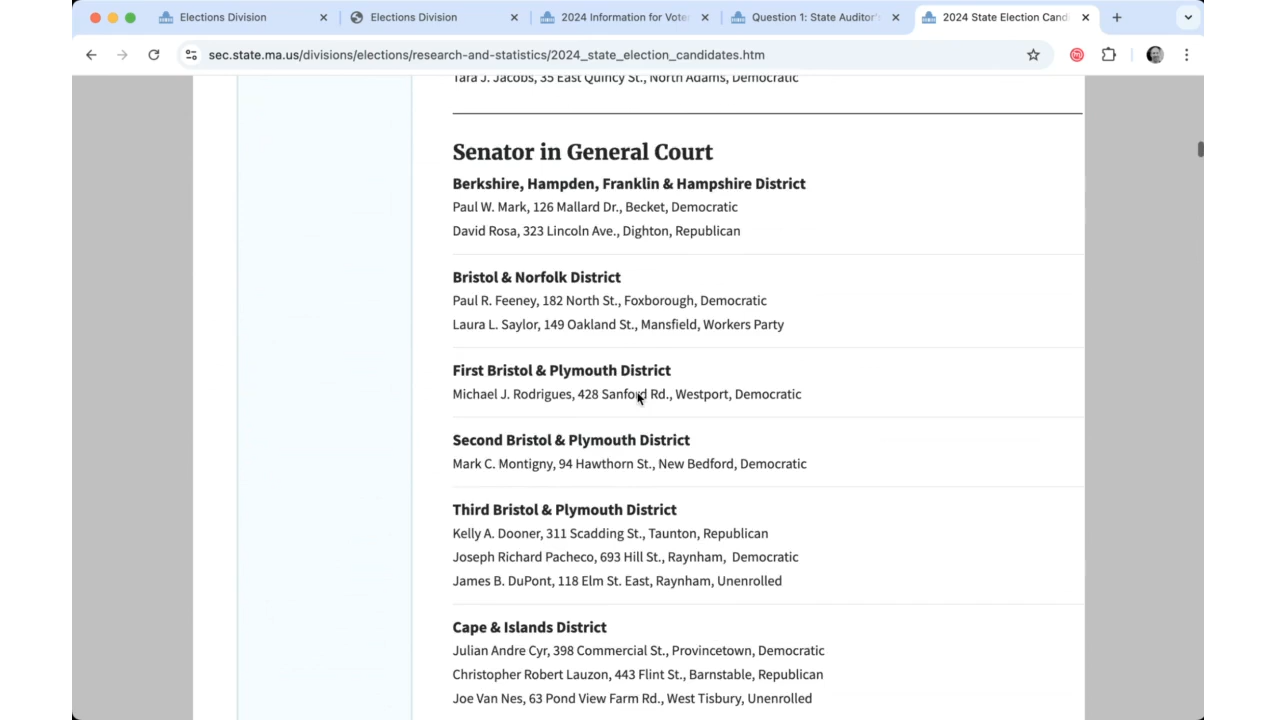 Elections Division
Elections Division
2024 Information for Voter
Question 1: State Auditor's
2024 State Election Candi
sec.state.ma.us/divisions/elections/research-and-statistics/2024_state_election_candidates.htm
Tara J. Jacobs, 35 East Quincy St., North Adams, Democratic
Senator in General Court
Berkshire, Hampden, Franklin & Hampshire District
Paul W. Mark, 126 Mallard Dr., Becket, Democratic
David Rosa, 323 Lincoln Ave., Dighton, Republican
Bristol & Norfolk District
Paul R. Feeney, 182 North St., Foxborough, Democratic
Laura L. Saylor, 149 Oakland St., Mansfield, Workers Party
First Bristol & Plymouth District
Michael J. Rodrigues, 428 Sanford Rd., Westport, Democratic
Second Bristol & Plymouth District
Mark C. Montigny, 94 Hawthorn St., New Bedford, Democratic
Third Bristol & Plymouth District
Kelly A. Dooner, 311 Scadding St., Taunton, Republican
Joseph Richard Pacheco, 693 Hill St., Raynham, Democratic
James B. DuPont, 118 Elm St. East, Raynham, Unenrolled
Cape & Islands District
Julian Andre Cyr, 398 Commercial St., Provincetown, Democratic
Christopher Robert Lauzon, 443 Flint St., Barnstable, Republican
Joe Van Nes, 63 Pond View Farm Rd., West Tisbury, Unenrolled